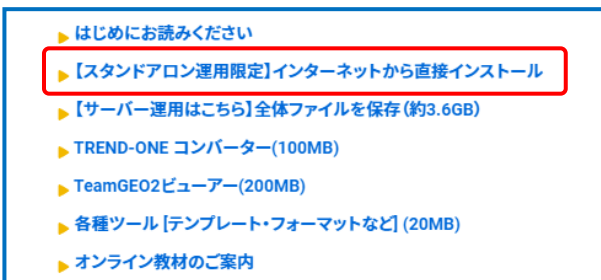 はじめにお読みください
【スタンドアロン運用限定】インターネットから直接インストール
【サーバー運用はこちら】全体ファイルを保存（約3.6GB）
TREND-ONE コンバーター(100MB)
TeamGEO2ビューアー(200MB)
各種ツール [テンプレート・フォーマットなど] (20MB)
オンライン教材のご案内